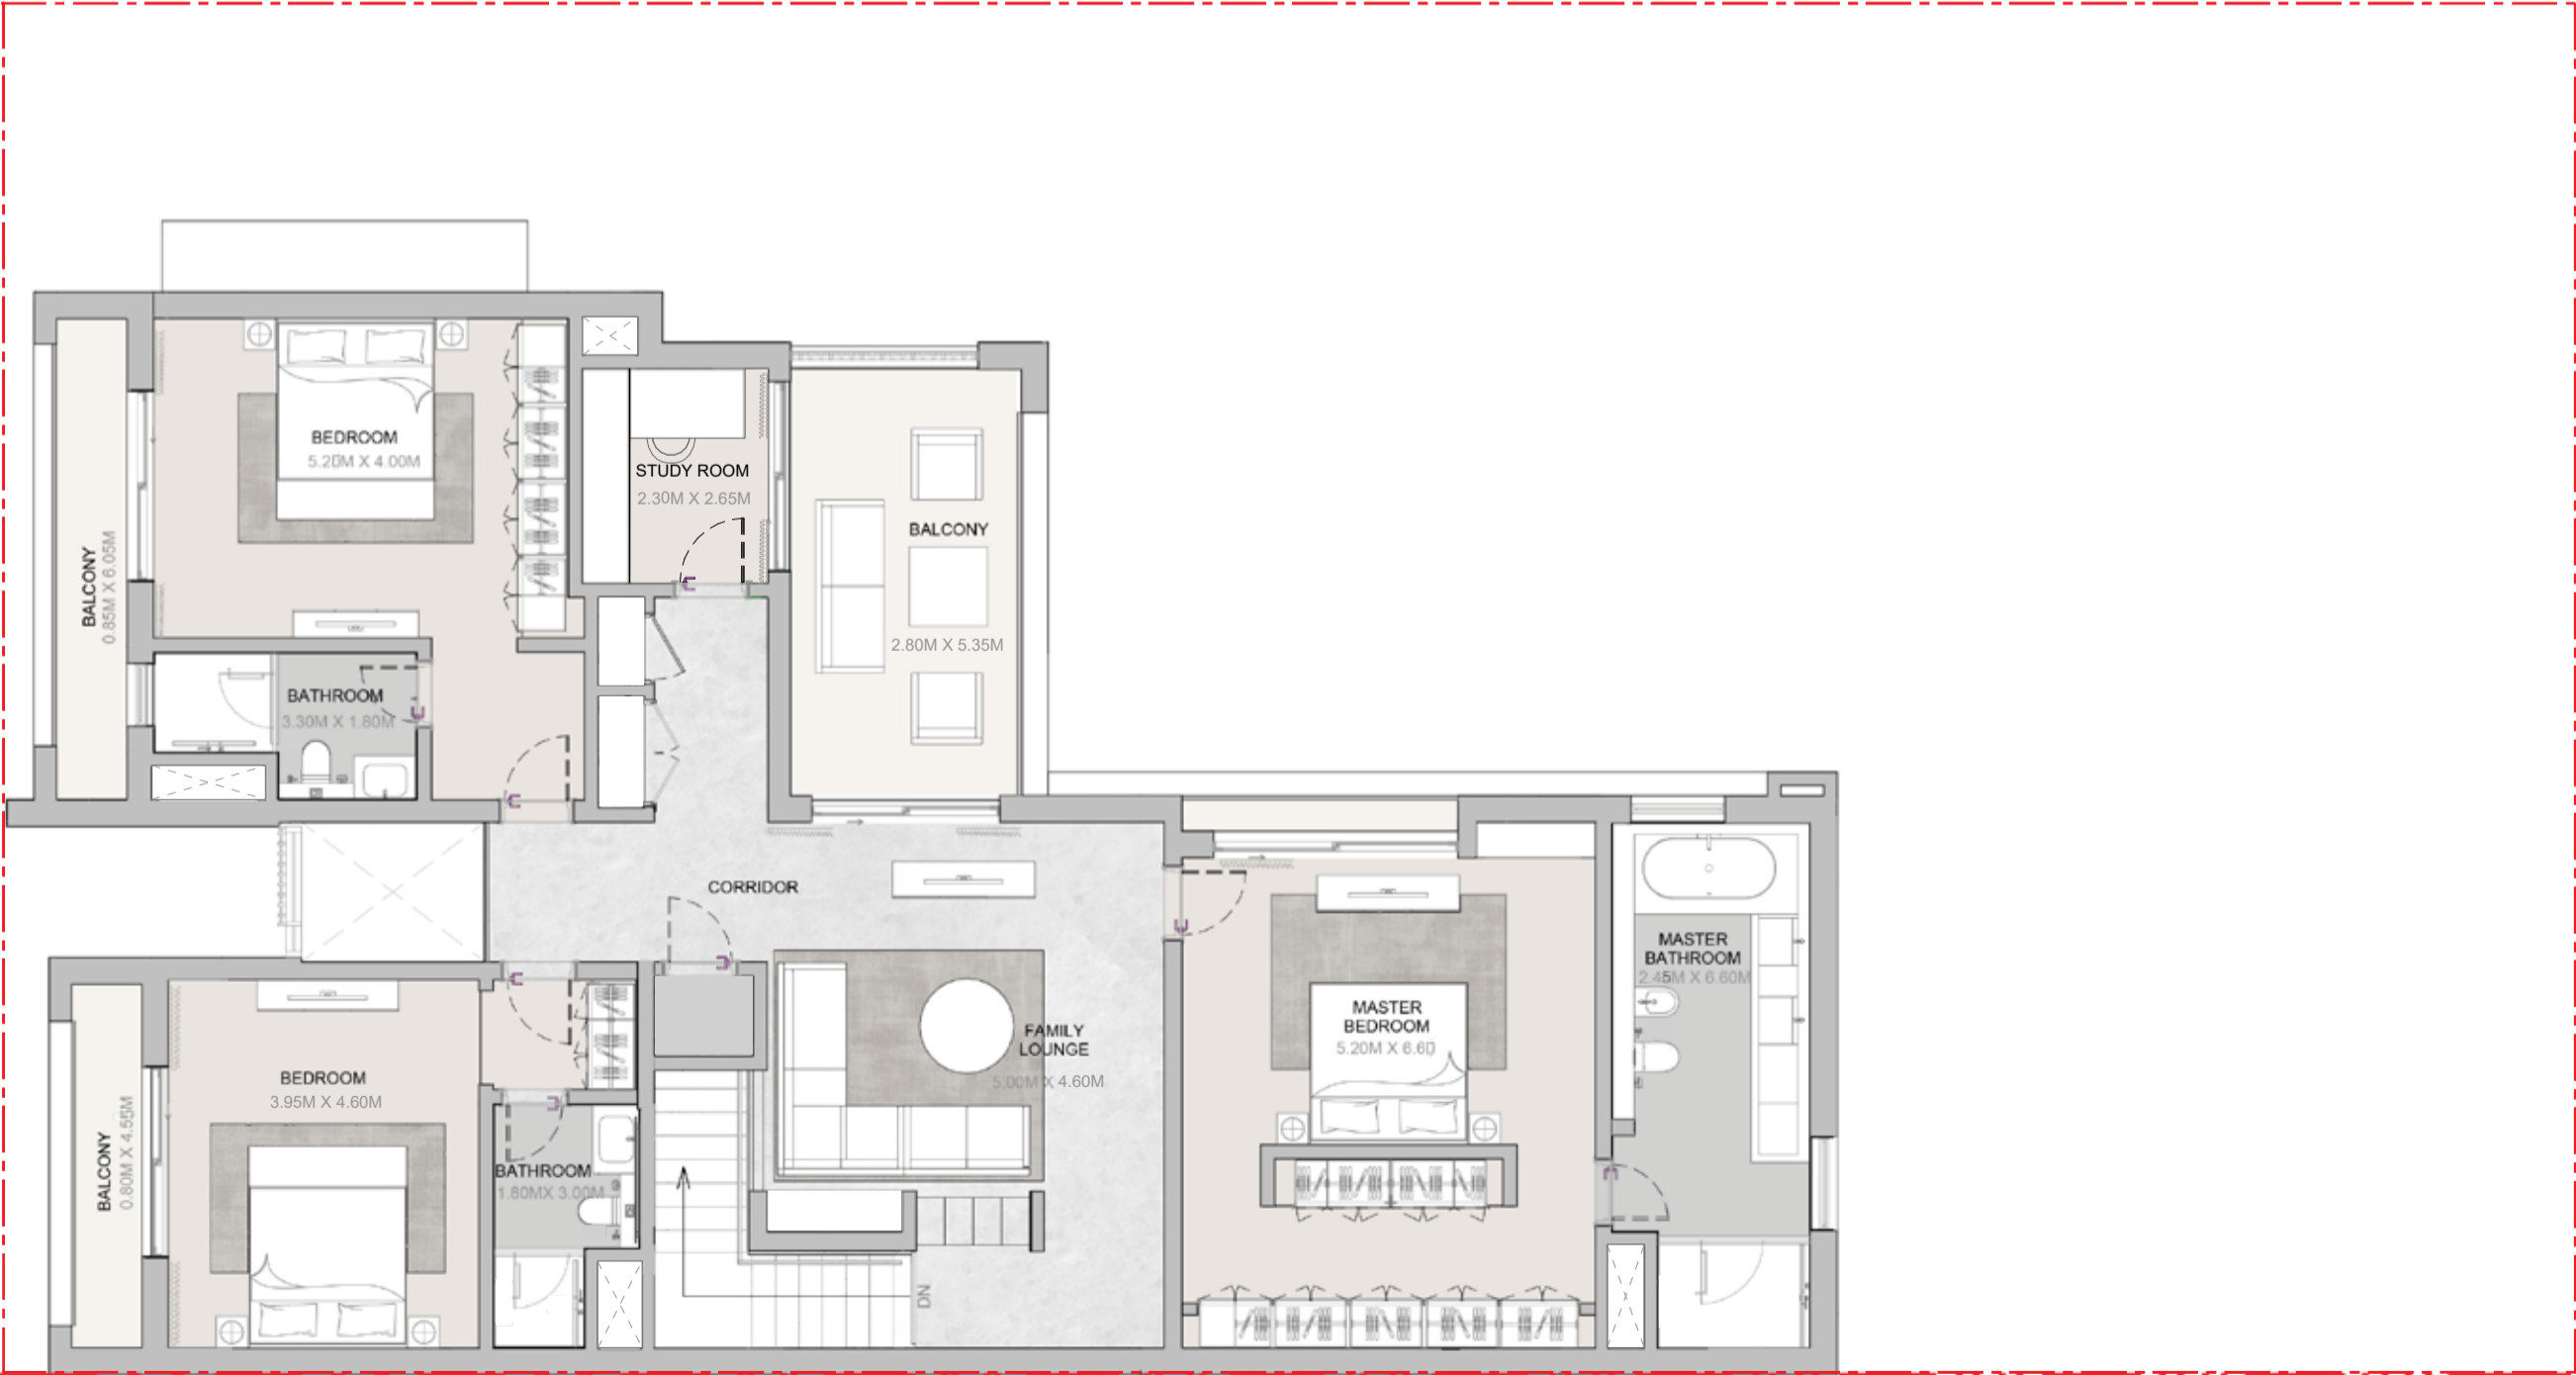 BEDROOM
5.20M X 4.00M
STUDY ROOM
2.30M X 2.65M
BALCONY
2.80M X 5.35M
BALCONY
0.85M X 6.05M
BATHROOM
3.30M X 1.80M
CORRIDOR
MASTER
BATHROOM
2.45M X 6.60M
MASTER
BEDROOM
5.20M X 6.60
FAMILY
LOUNGE
5.00M X 4.60M
BEDROOM
3.95M X 4.60M
BALCONY
0.80M X 4.55M
BATHROOM
1.80MX 3.00M
DN